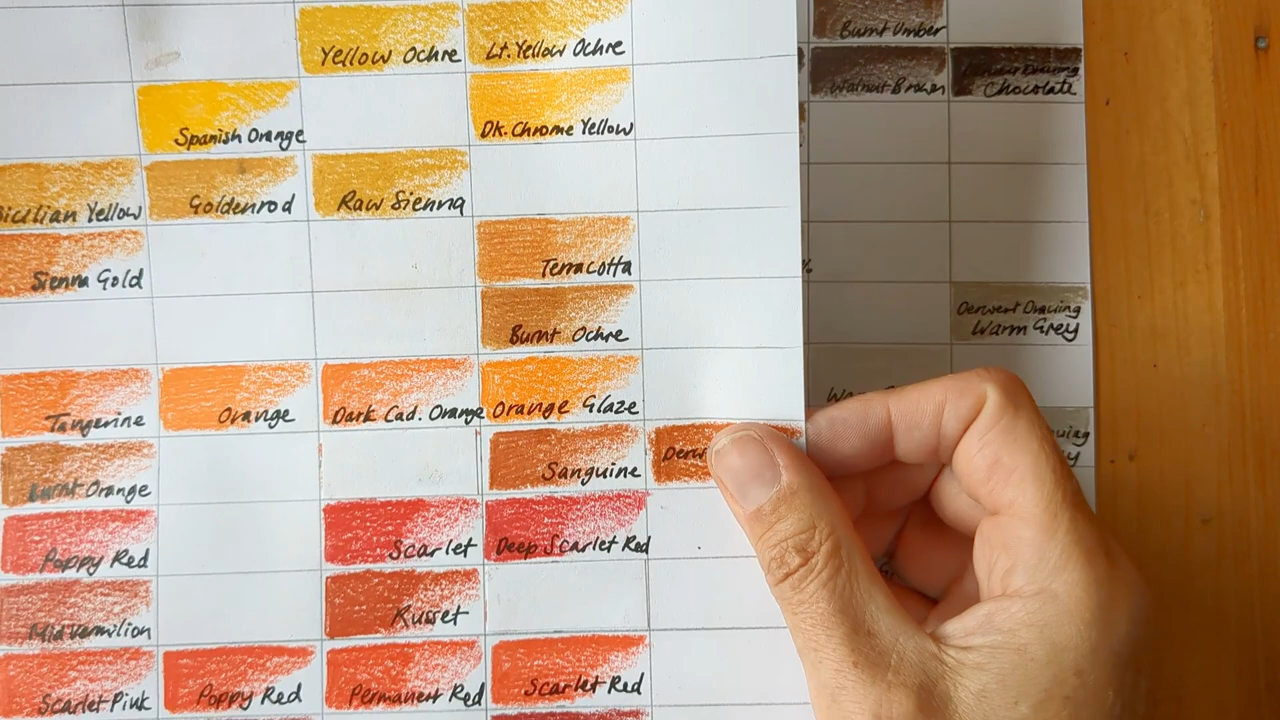 Yellow Ochre
Lt. Yellow Ochre
Burnt Umber
Spanish Orange
Dk. Chrome Yellow
Walnut Brown
Chocolate
Sicilian Yellow
Goldenrod
Raw Sienna
Sienna Gold
Terracotta
%
Burnt Ochre
Derwent Drawing
Warm Grey
Tangerine
Orange
Dark Cad. Orange
Orange Glaze
Burnt Orange
Sanguine
Poppy Red
Scarlet
Deep Scarlet Red
Mid Vermilion
Russet
Scarlet Pink
Poppy Red
Permanent Red
Scarlet Red